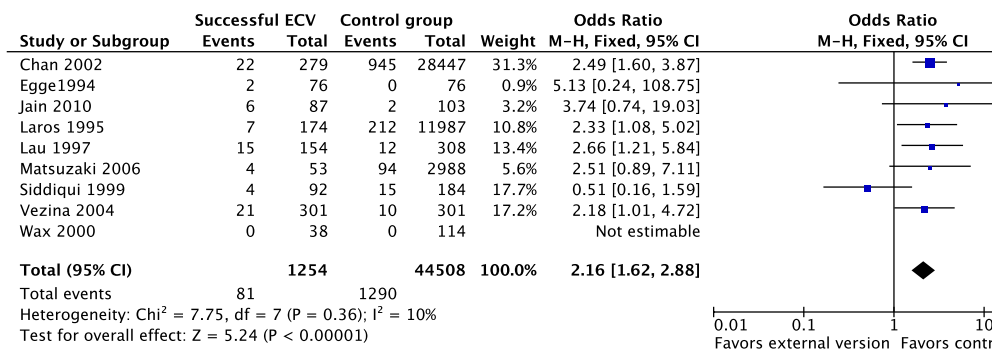 Successful ECV Control group Odds Ratio Odds Ratio
Study or Subgroup Events Total Events Total Weight M-H, Fixed, 95% CI M-H, Fixed, 95% CI
Chan 2002 22 279 945 28447 31.3% 2.49 [1.60, 3.87]
Egge1994 2 76 0 76 0.9% 5.13 [0.24, 108.75]
Jain 2010 6 87 2 103 3.2% 3.74 [0.74, 19.03]
Laros 1995 7 174 212 11987 10.8% 2.33 [1.08, 5.02]
Lau 1997 15 154 12 308 13.4% 2.66 [1.21, 5.84]
Matsuzaki 2006 4 53 94 2988 5.6% 2.51 [0.89, 7.11]
Siddiqui 1999 4 92 15 184 17.7% 0.51 [0.16, 1.59]
Vezina 2004 21 301 10 301 17.2% 2.18 [1.01, 4.72]
Wax 2000 0 38 0 114 Not estimable
Total (95% CI) 1254 44508 100.0% 2.16 [1.62, 2.88]
Total events 81 1290
Heterogeneity: Chi² = 7.75, df = 7 (P = 0.36); I² = 10%
Test for overall effect: Z = 5.24 (P < 0.00001)
0.01 0.1 1 10
Favors external version Favors contr